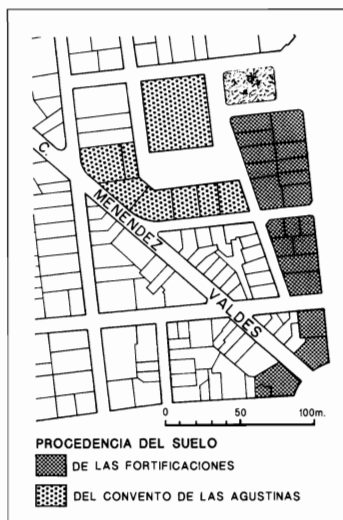 C.
MENENDEZ
VALDES
0 50 100m.
PROCEDENCIA DEL SUELO
DE LAS FORTIFICACIONES
DEL CONVENTO DE LAS AGUSTINAS